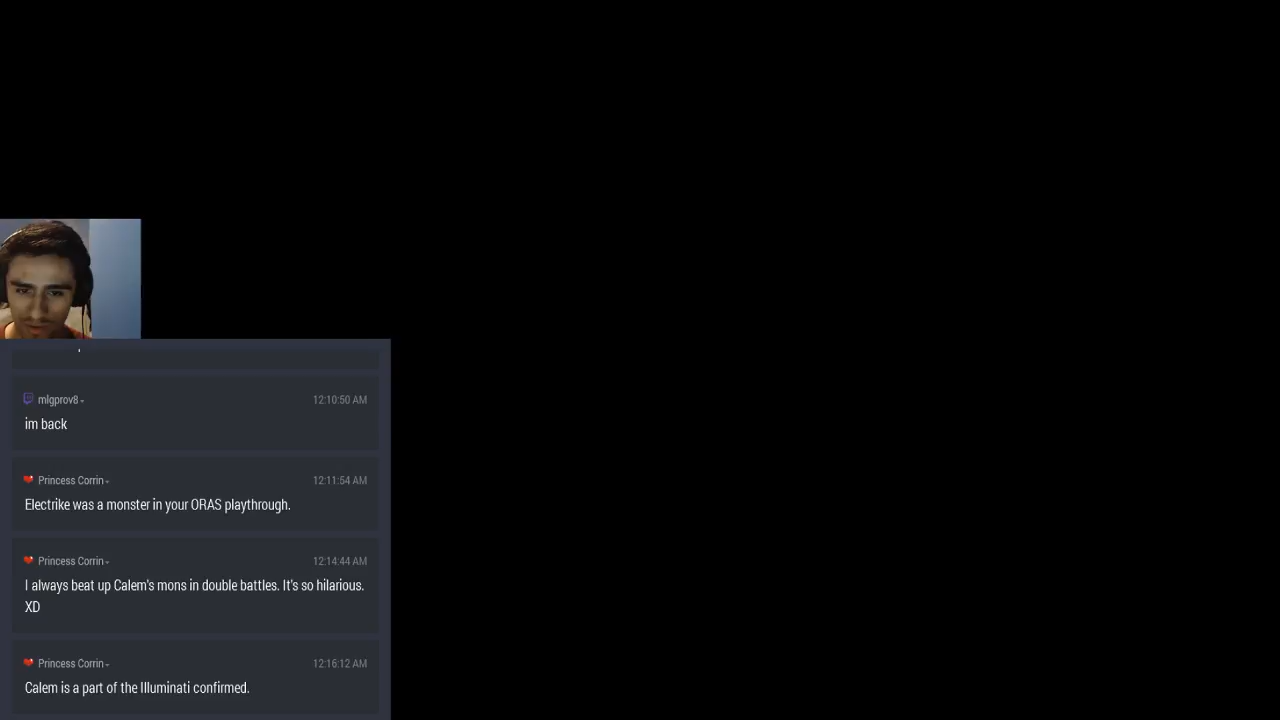 mlgprov8
12:10:50 AM
im back
Princess Corrin
12:11:54 AM
Electrike was a monster in your ORAS playthrough.
Princess Corrin
12:14:44 AM
I always beat up Calem's mons in double battles. It's so hilarious.
XD
Princess Corrin
12:16:12 AM
Calem is a part of the Illuminati confirmed.